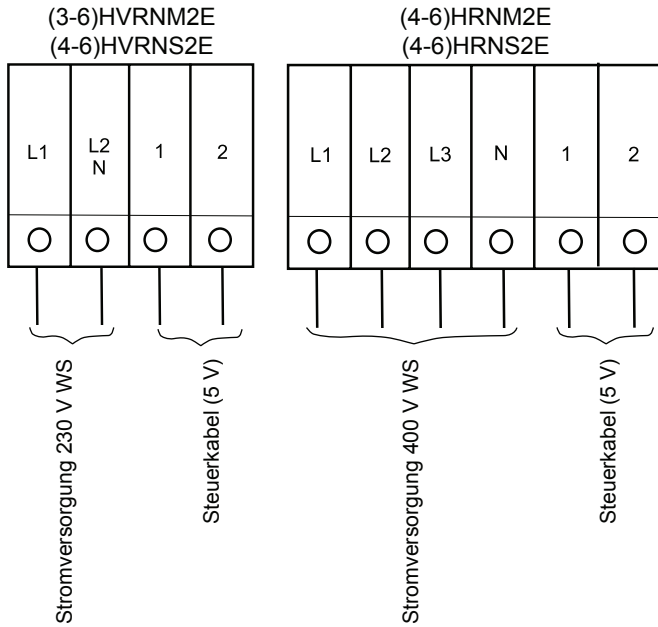 (3-6)HVRNM2E
(4-6)HVRNS2E
L1
L2
N
1
2
Stromversorgung 230 V WS
Steuerkabel (5 V)
(4-6)HRNM2E
(4-6)HRNS2E
L1
L2
L3
N
1
2
Stromversorgung 400 V WS
Steuerkabel (5 V)